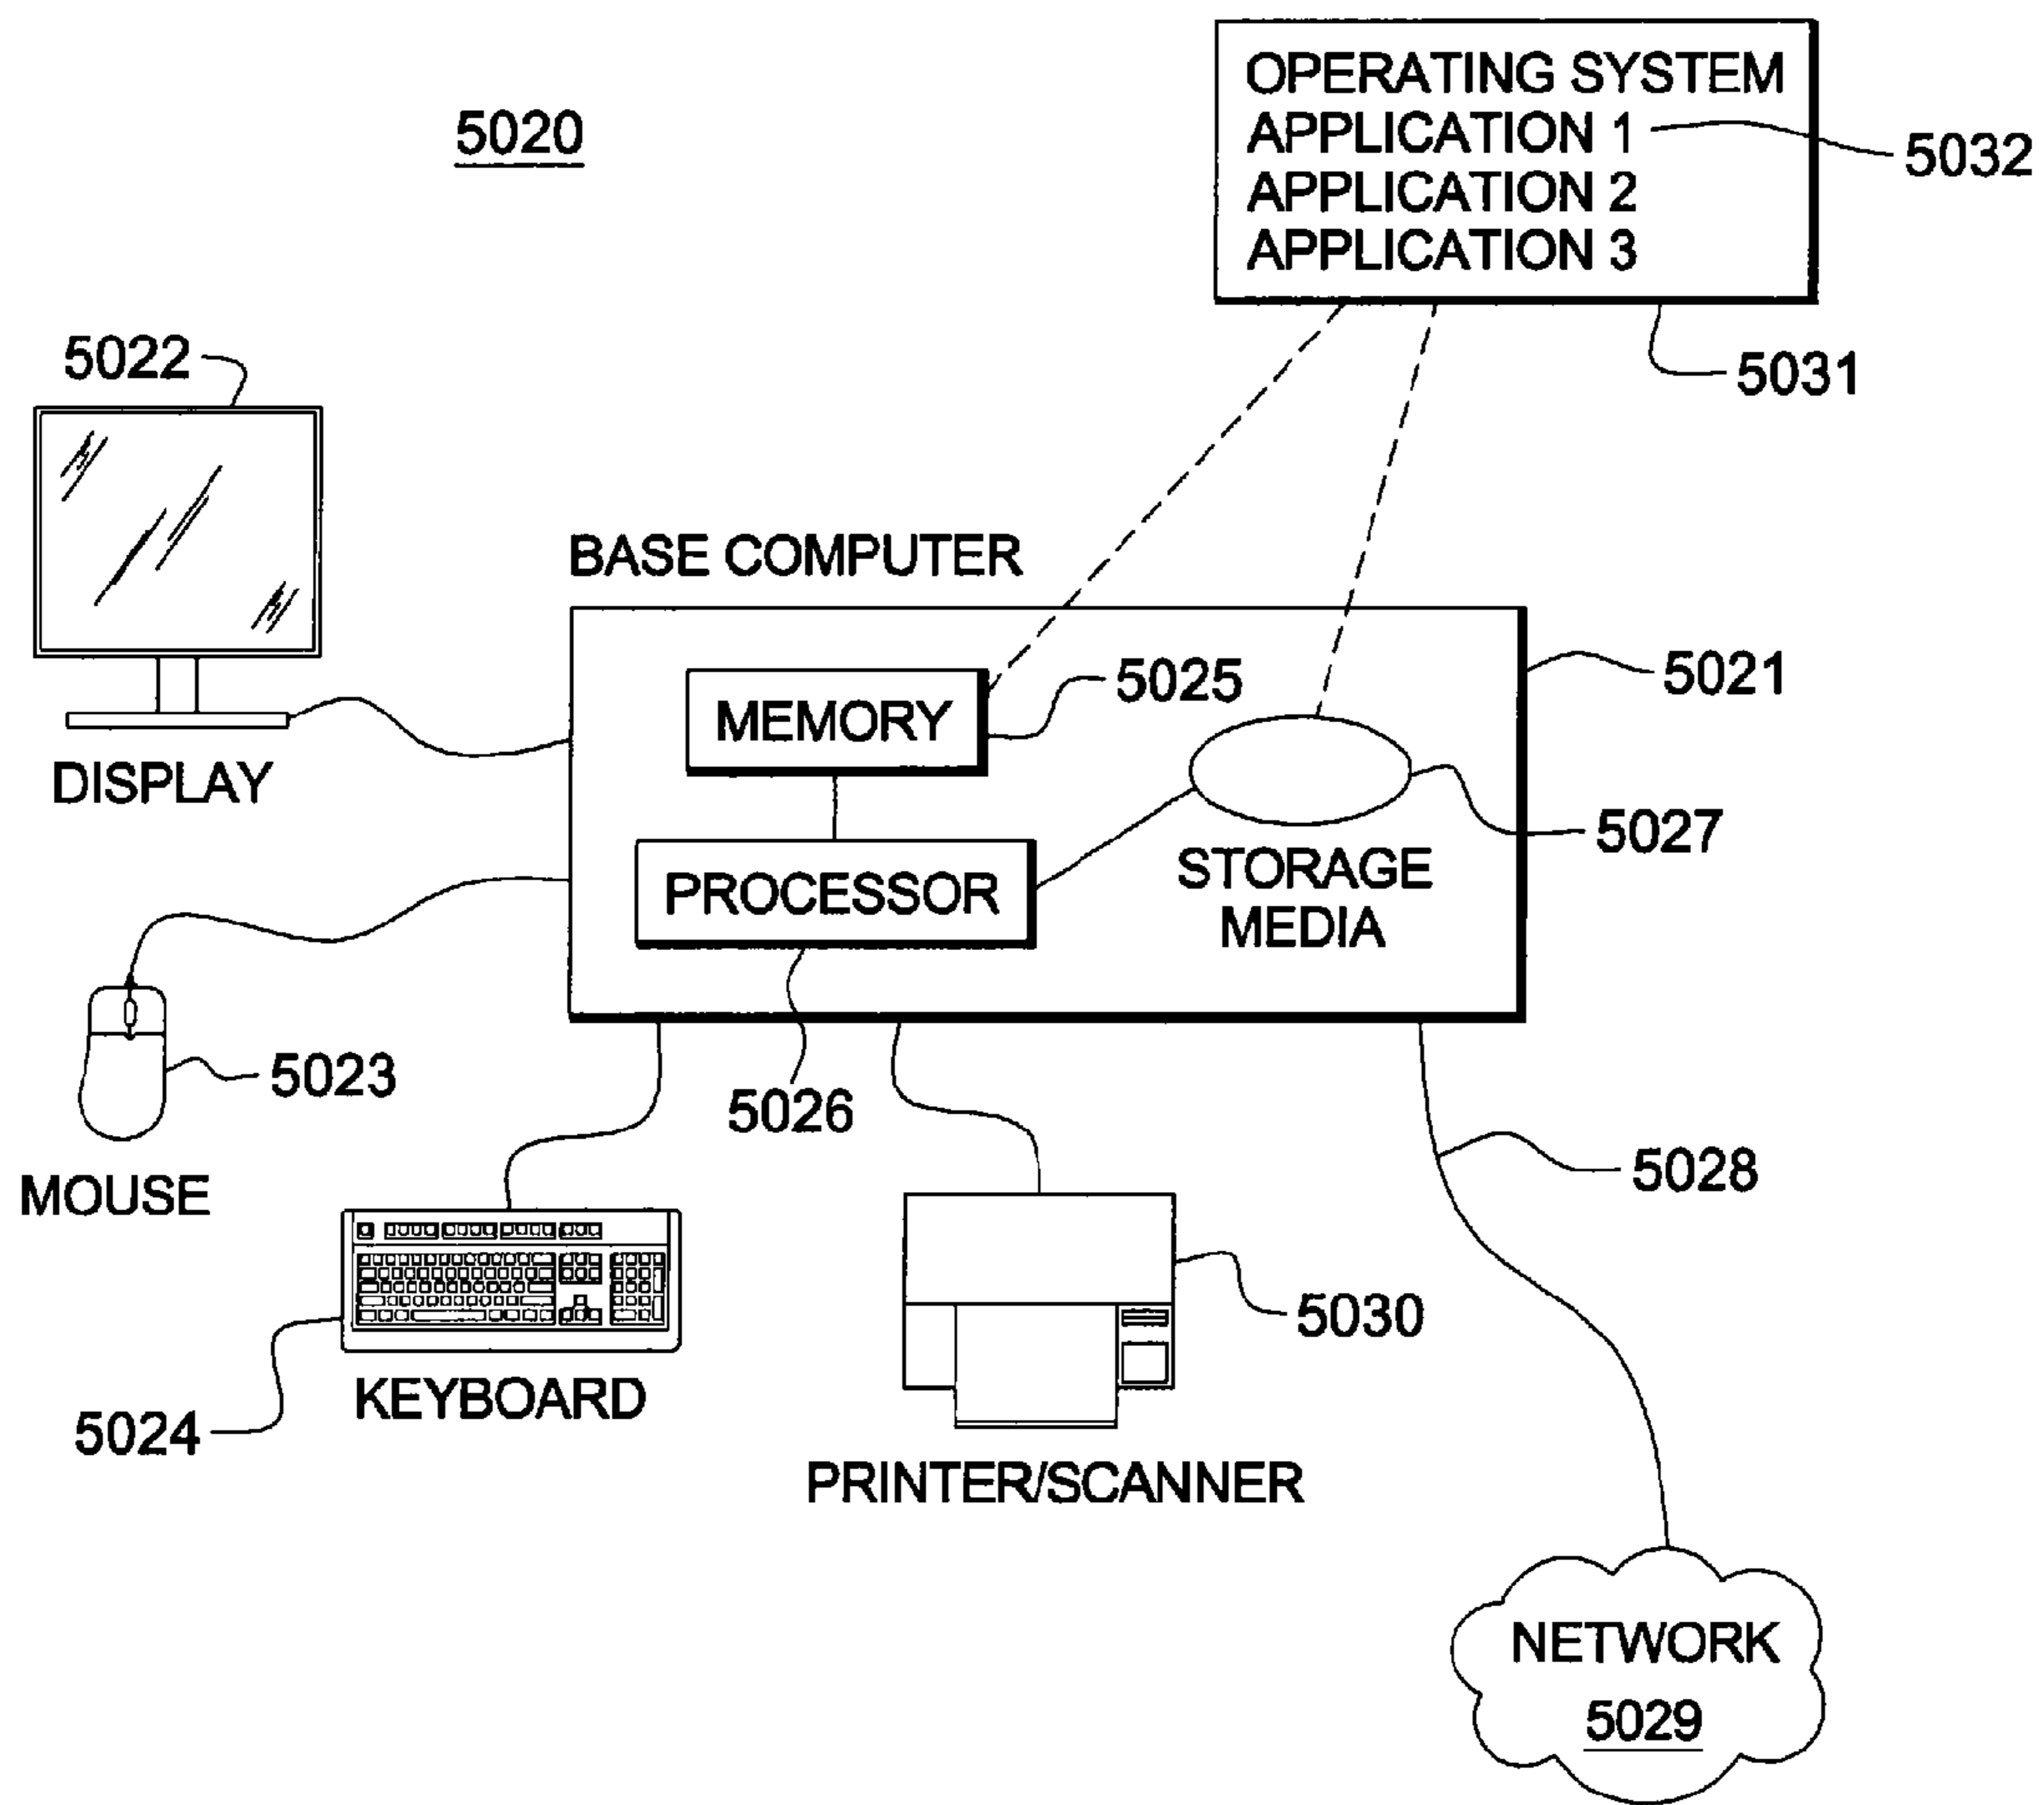 5020
OPERATING SYSTEM
APPLICATION 1
APPLICATION 2
APPLICATION 3
5032
5031
5022
DISPLAY
BASE COMPUTER
5021
MEMORY
5025
PROCESSOR
5026
STORAGE
MEDIA
5027
5023
MOUSE
5028
KEYBOARD
5024
5030
PRINTER/SCANNER
NETWORK
5029